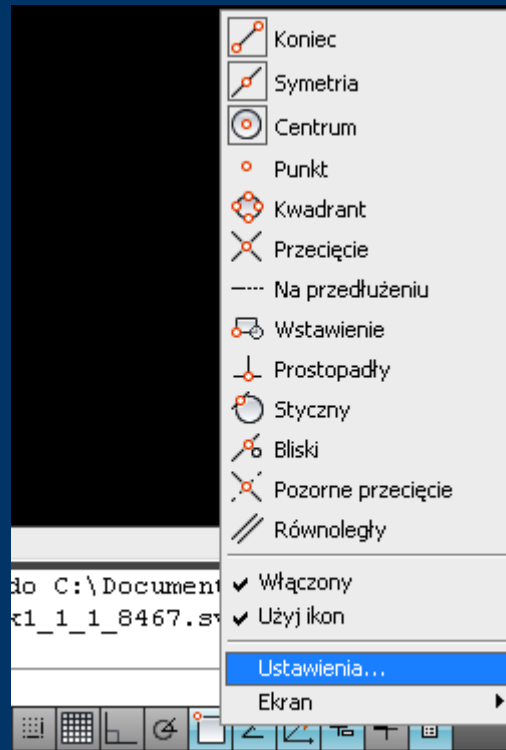 Koniec
Symetria
Centrum
Punkt
Kwadrant
Przecięcie
Na przedłużeniu
Wstawienie
Prostopadły
Styczny
Bliski
Pozorne przecięcie
Równoległy
Włączony
Użyj ikon
Ustawienia...
Ekran
do C:\Document
x1_1_1_8467.sv